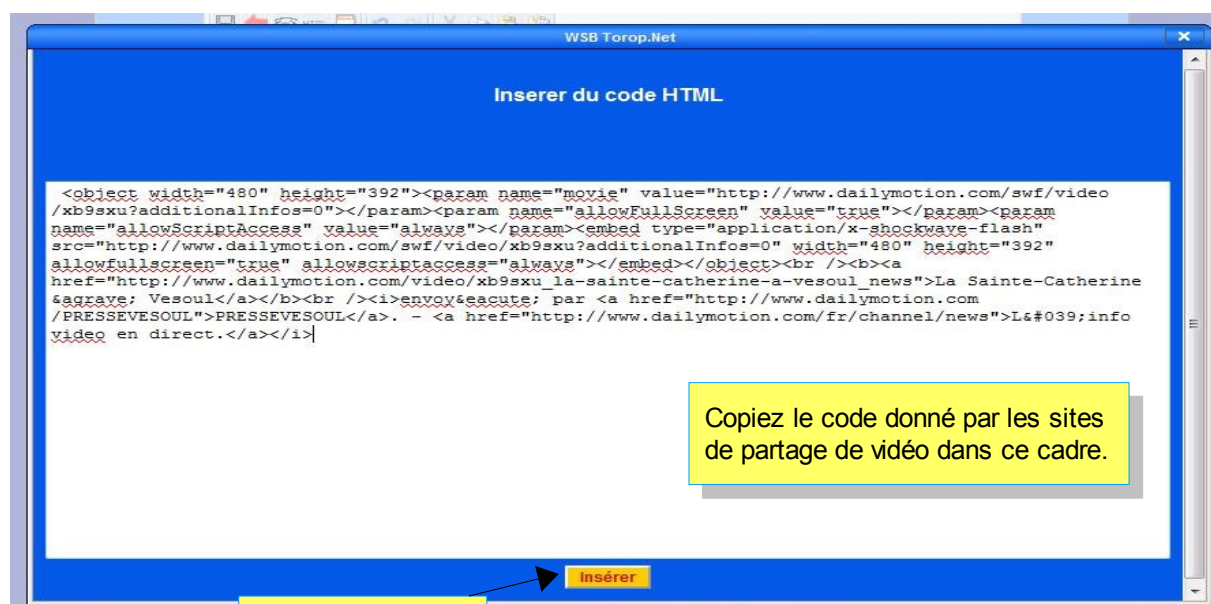 WSB Torop.Net
Inserer du code HTML
<object width="480" height="392"><param name="movie" value="http://www.dailymotion.com/swf/video
/xb9sxu?additionalInfos=0"></param><param name="allowFullScreen" value="true"></param><param
name="allowScriptAccess" value="always"></param><embed type="application/x-shockwave-flash"
src="http://www.dailymotion.com/swf/video/xb9sxu?additionalInfos=0" width="480" height="392"
allowfullscreen="true" allowscriptaccess="always"></embed></object><br /><b><a
href="http://www.dailymotion.com/video/xb9sxu_la-sainte-catherine-a-vesoul_news">La Sainte-Catherine
&agrave; Vesoul</a></b><br /><i>envoy&eacute; par <a href="http://www.dailymotion.com
/PRESSEVESOUL">PRESSEVESOUL</a>. - <a href="http://www.dailymotion.com/fr/channel/news">L&#039;info
video en direct.</a></i>
Copiez le code donné par les sites
de partage de vidéo dans ce cadre.
Insérer